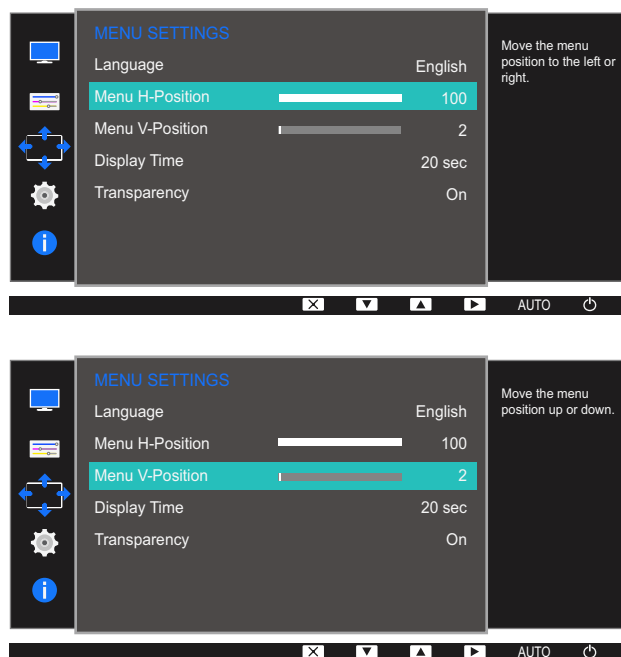 MENU SETTINGS
Language English
Menu H-Position 100
Menu V-Position 2
Display Time 20 sec
Transparency On
Move the menu
position to the left or
right.
AUTO
MENU SETTINGS
Language English
Menu H-Position 100
Menu V-Position 2
Display Time 20 sec
Transparency On
Move the menu
position up or down.
AUTO